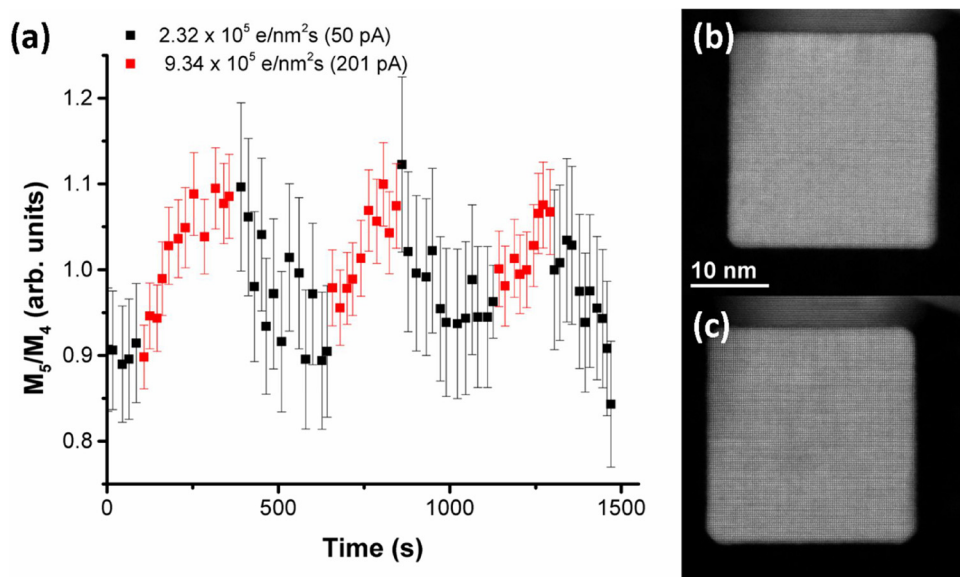 (a)
2.32 x 10⁵ e/nm²s (50 pA)
9.34 x 10⁵ e/nm²s (201 pA)
M₅/M₄ (arb. units)
1.2
1.1
1.0
0.9
0.8
0
500
1000
1500
Time (s)
(b)
10 nm
(c)